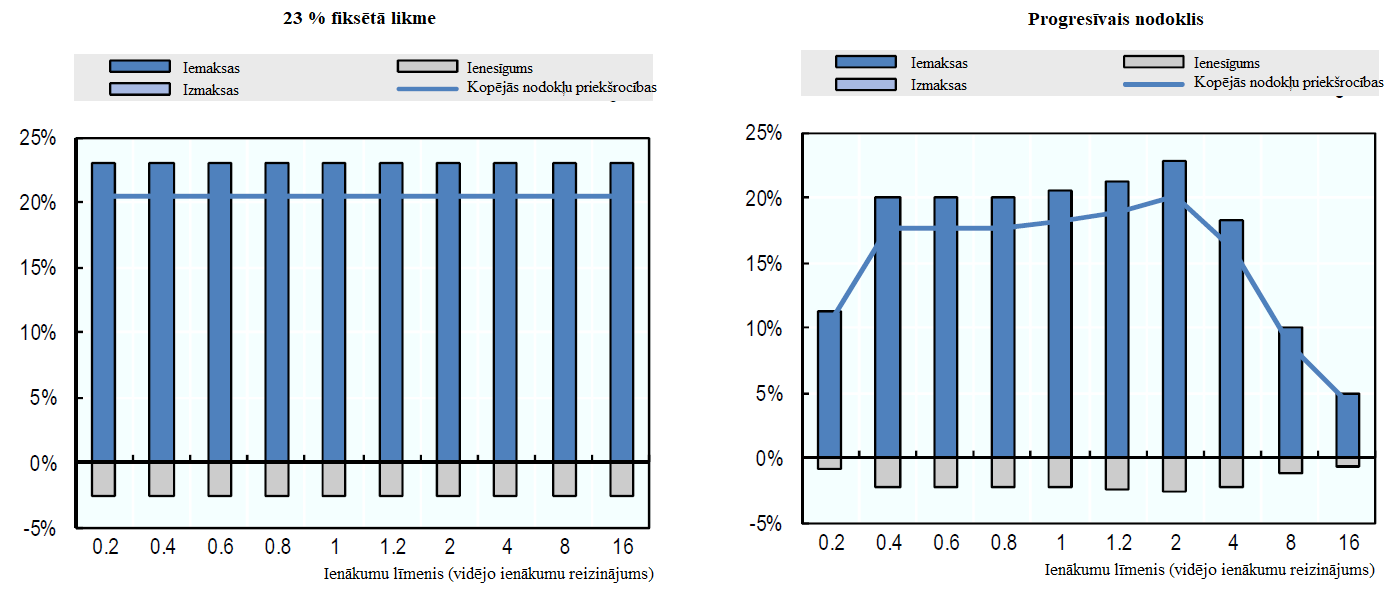 23 % fiksētā likme
Iemaksas
Ienesīgums
Izmaksas
Kopējās nodokļu priekšrocības
25%
20%
15%
10%
5%
0%
-5%
0.2 0.4 0.6 0.8 1 1.2 2 4 8 16
Ienākumu līmenis (vidējo ienākumu reizinājums)
Progresīvais nodoklis
Iemaksas
Ienesīgums
Izmaksas
Kopējās nodokļu priekšrocības
25%
20%
15%
10%
5%
0%
-5%
0.2 0.4 0.6 0.8 1 1.2 2 4 8 16
Ienākumu līmenis (vidējo ienākumu reizinājums)